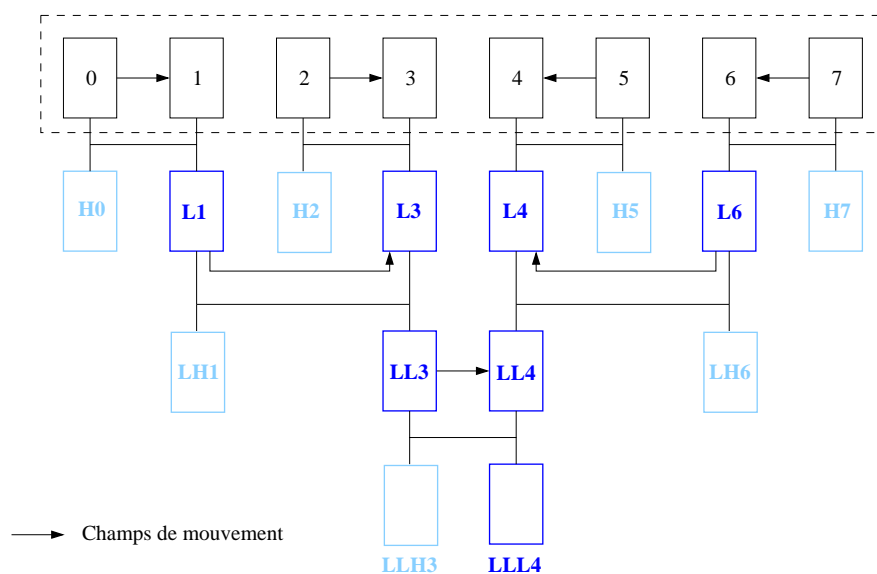 0 1 2 3 4 5 6 7
H0 L1 H2 L3 L4 H5 L6 H7
LH1 LL3 LL4 LH6
Champs de mouvement
LLH3 LLL4